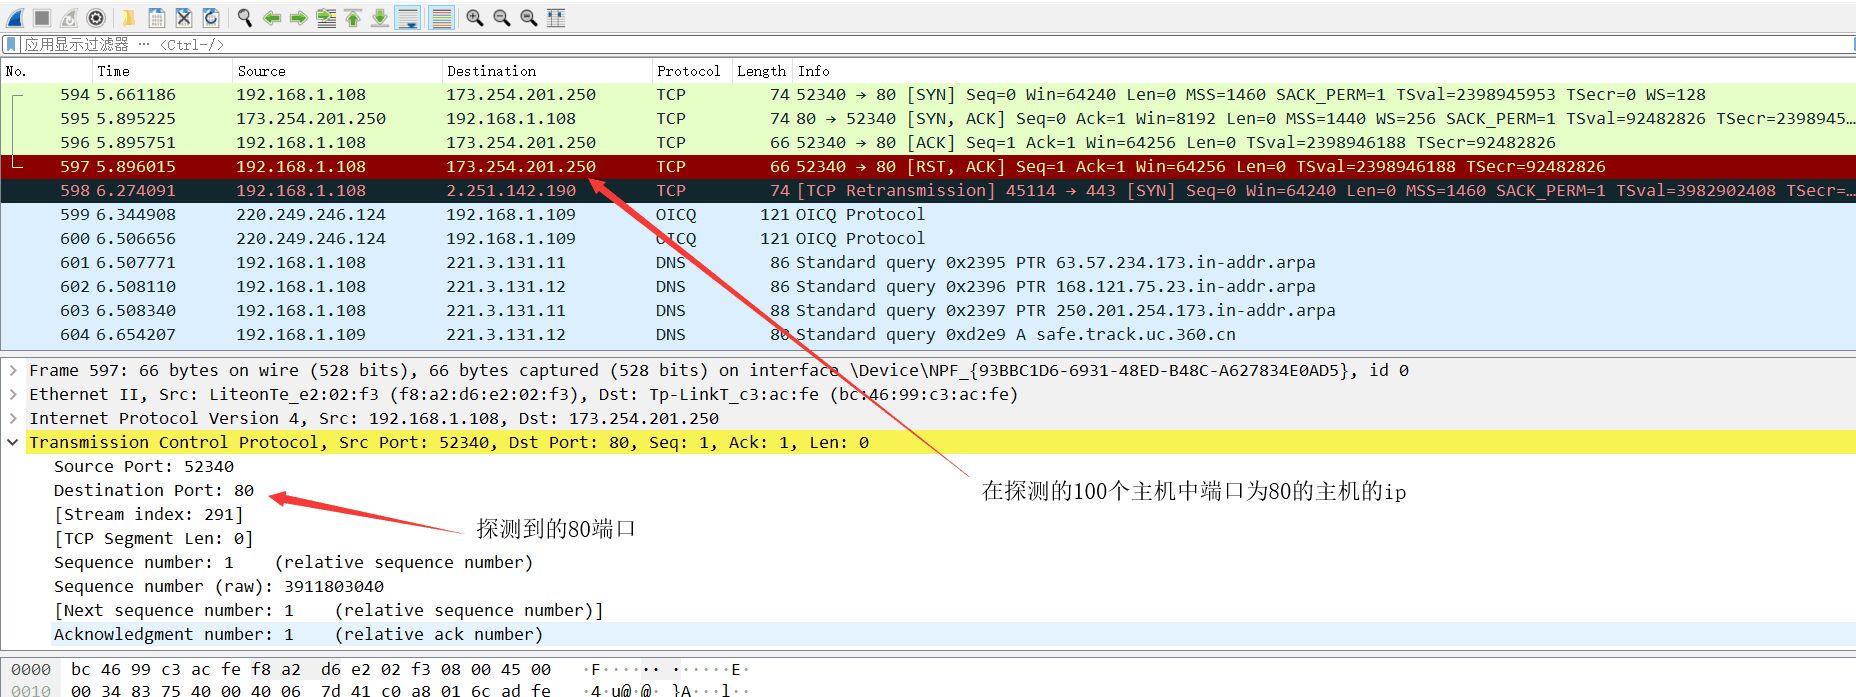 应用显示过滤器 … <Ctrl-/>
No. Time Source Destination Protocol Length Info
594 5.661186 192.168.1.108 173.254.201.250 TCP 74 52340 → 80 [SYN] Seq=0 Win=64240 Len=0 MSS=1460 SACK_PERM=1 TSval=2398945953 TSecr=0 WS=128
595 5.895225 173.254.201.250 192.168.1.108 TCP 74 80 → 52340 [SYN, ACK] Seq=0 Ack=1 Win=8192 Len=0 MSS=1440 WS=256 SACK_PERM=1 TSval=92482826 TSecr=2398945…
596 5.895751 192.168.1.108 173.254.201.250 TCP 66 52340 → 80 [ACK] Seq=1 Ack=1 Win=64256 Len=0 TSval=2398946188 TSecr=92482826
597 5.896015 192.168.1.108 173.254.201.250 TCP 66 52340 → 80 [RST, ACK] Seq=1 Ack=1 Win=64256 Len=0 TSval=2398946188 TSecr=92482826
598 6.274091 192.168.1.108 2.251.142.190 TCP 74 [TCP Retransmission] 45114 → 443 [SYN] Seq=0 Win=64240 Len=0 MSS=1460 SACK_PERM=1 TSval=3982902408 TSecr=…
599 6.344908 220.249.246.124 192.168.1.109 OICQ 121 OICQ Protocol
600 6.506656 220.249.246.124 192.168.1.109 OICQ 121 OICQ Protocol
601 6.507771 192.168.1.108 221.3.131.11 DNS 86 Standard query 0x2395 PTR 63.57.234.173.in-addr.arpa
602 6.508110 192.168.1.108 221.3.131.12 DNS 86 Standard query 0x2396 PTR 168.121.75.23.in-addr.arpa
603 6.508340 192.168.1.108 221.3.131.11 DNS 88 Standard query 0x2397 PTR 250.201.254.173.in-addr.arpa
604 6.654207 192.168.1.109 221.3.131.12 DNS 80 Standard query 0xd2e9 A safe.track.uc.360.cn
Frame 597: 66 bytes on wire (528 bits), 66 bytes captured (528 bits) on interface \Device\NPF_{93BBC1D6-6931-48ED-B48C-A627834E0AD5}, id 0
Ethernet II, Src: LiteonTe_e2:02:f3 (f8:a2:d6:e2:02:f3), Dst: Tp-LinkT_c3:ac:fe (bc:46:99:c3:ac:fe)
Internet Protocol Version 4, Src: 192.168.1.108, Dst: 173.254.201.250
Transmission Control Protocol, Src Port: 52340, Dst Port: 80, Seq: 1, Ack: 1, Len: 0
Source Port: 52340
Destination Port: 80
在探测的100个主机中端口为80的主机的ip
[Stream index: 291]
探测到的80端口
[TCP Segment Len: 0]
Sequence number: 1 (relative sequence number)
Sequence number (raw): 3911803040
[Next sequence number: 1 (relative sequence number)]
Acknowledgment number: 1 (relative ack number)
0000 bc 46 99 c3 ac fe f8 a2 d6 e2 02 f3 08 00 45 00 ·F···· ·· ······E·
0010 00 34 83 75 40 00 40 06 7d 41 c0 a8 01 6c ad fe ·4·u@·@· }A···l··